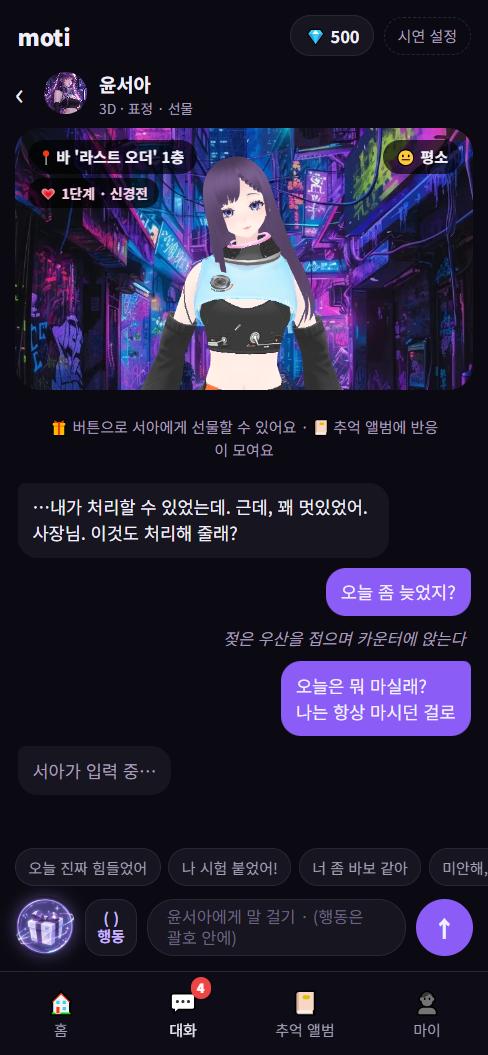 moti
500
시연 설정
윤서아
3D · 표정 · 선물
바 '라스트 오더' 1층
평소
1단계 · 신경전
버튼으로 서아에게 선물할 수 있어요 · 추억 앨범에 반응
이 모여요
…내가 처리할 수 있었는데. 근데, 꽤 멋있었어.
사장님. 이것도 처리해 줄래?
오늘 좀 늦었지?
젖은 우산을 접으며 카운터에 앉는다
오늘은 뭐 마실래?
나는 항상 마시던 걸로
서아가 입력 중…
오늘 진짜 힘들었어
나 시험 붙었어!
너 좀 바보 같아
미안해,
( )
행동
윤서아에게 말 걸기 · (행동은
괄호 안에)
4
홈
대화
추억 앨범
마이